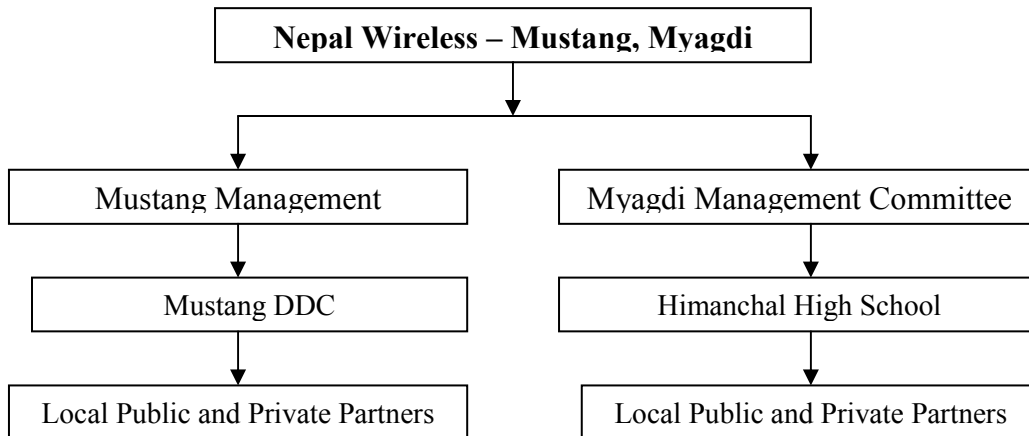 Nepal Wireless – Mustang, Myagdi
Mustang Management
Myagdi Management Committee
Mustang DDC
Himanchal High School
Local Public and Private Partners
Local Public and Private Partners